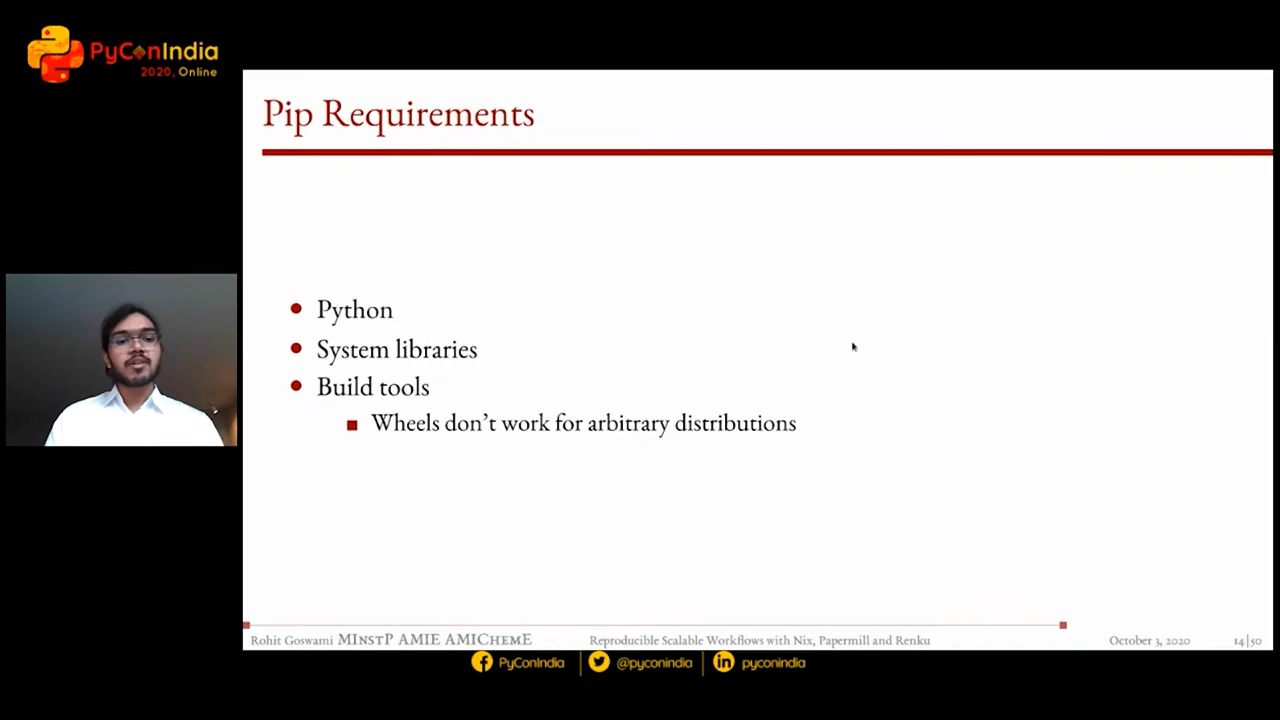 PyConIndia
2020, Online
Pip Requirements
Python
System libraries
Build tools
Wheels don't work for arbitrary distributions
Rohit Goswami MInstP AMIE AMIChemE Reproducible Scalable Workflows with Nix, Papermill and Renku October 3, 2020 14|50
PyConIndia @pyconindia pyconindia